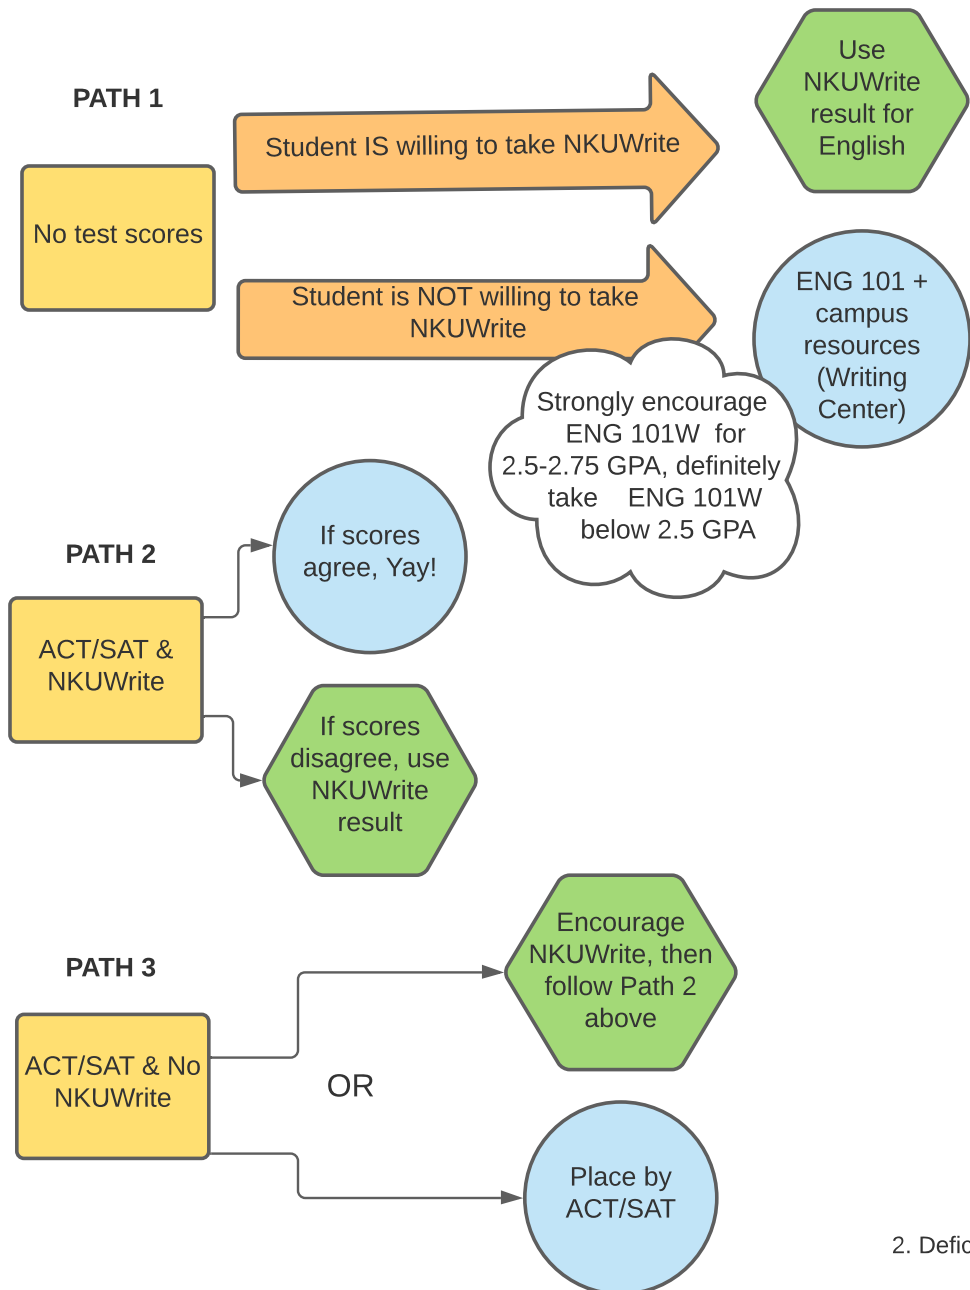 PATH 1
No test scores
Student IS willing to take NKUWrite
Use
NKUWrite
result for
English
Student is NOT willing to take
NKUWrite
ENG 101 +
campus
resources
(Writing
Center)
Strongly encourage
ENG 101W for
2.5-2.75 GPA, definitely
take ENG 101W
below 2.5 GPA
PATH 2
ACT/SAT &
NKUWrite
If scores
agree, Yay!
If scores
disagree, use
NKUWrite
result
PATH 3
ACT/SAT & No
NKUWrite
Encourage
NKUWrite, then
follow Path 2
above
OR
Place by
ACT/SAT
2.